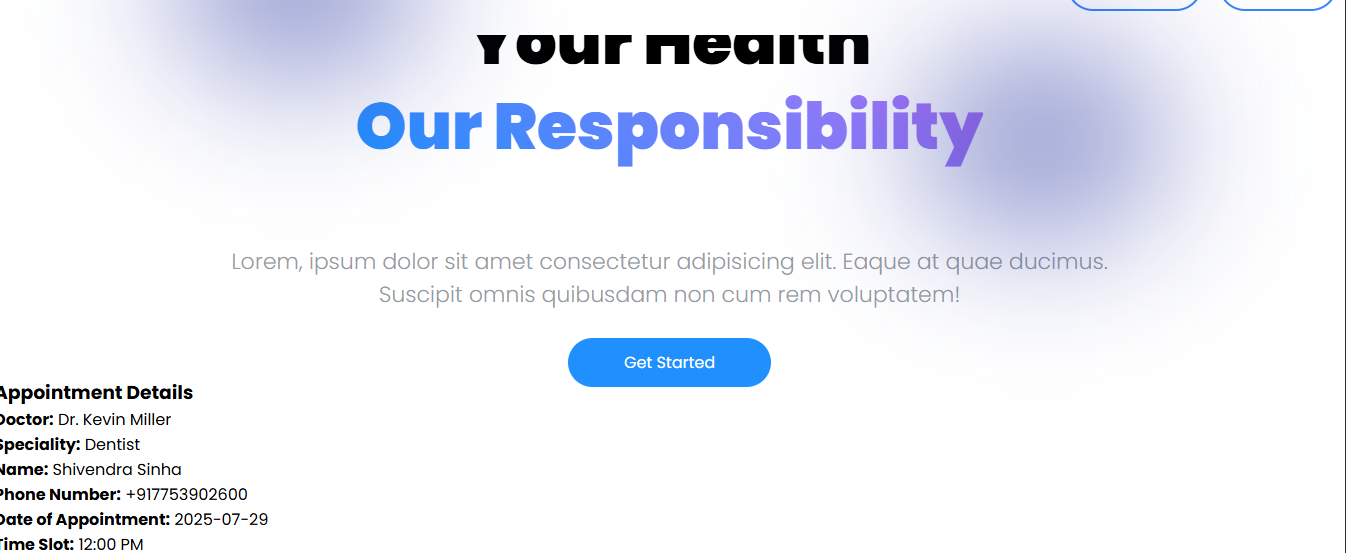 Your Health
Our Responsibility
Lorem, ipsum dolor sit amet consectetur adipisicing elit. Eaque at quae ducimus.
Suscipit omnis quibusdam non cum rem voluptatem!
Get Started
Appointment Details
Doctor: Dr. Kevin Miller
Speciality: Dentist
Name: Shivendra Sinha
Phone Number: +917753902600
Date of Appointment: 2025-07-29
Time Slot: 12:00 PM